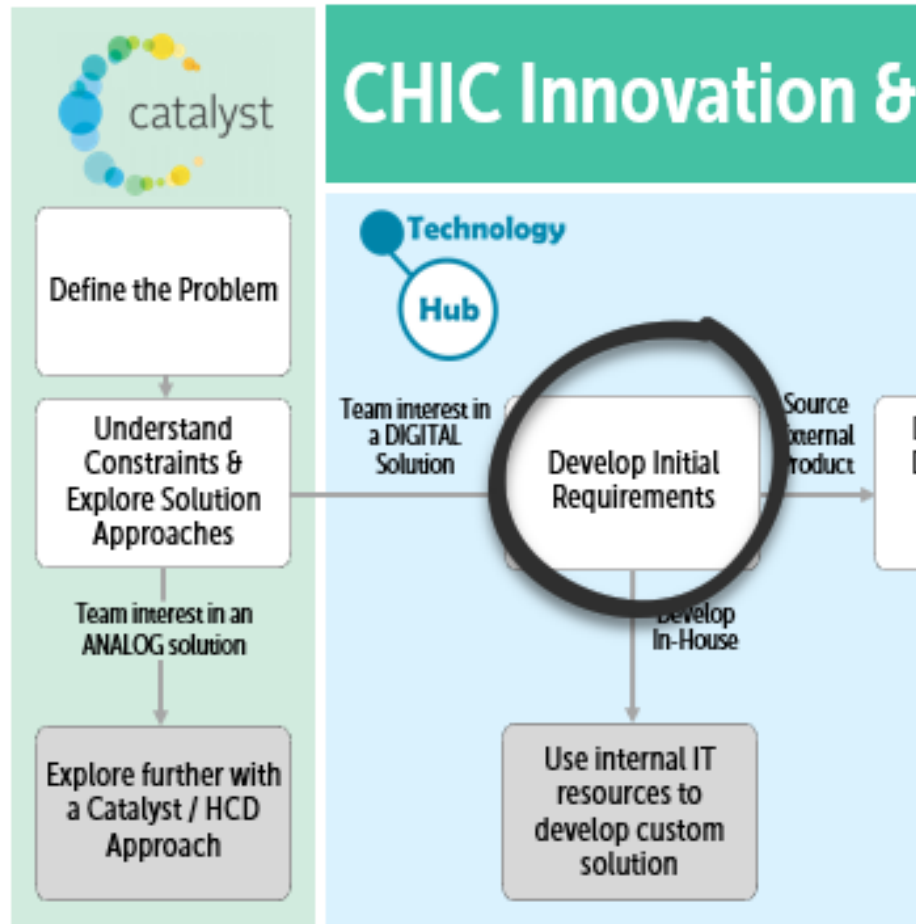 catalyst
CHIC Innovation &
Technology
Hub
Define the Problem
Understand
Constraints &
Explore Solution
Approaches
Team interest in
a DIGITAL
Solution
Develop Initial
Requirements
Source
External
Product
Team interest in an
ANALOG solution
Develop
In-House
Explore further with
a Catalyst / HCD
Approach
Use internal IT
resources to
develop custom
solution